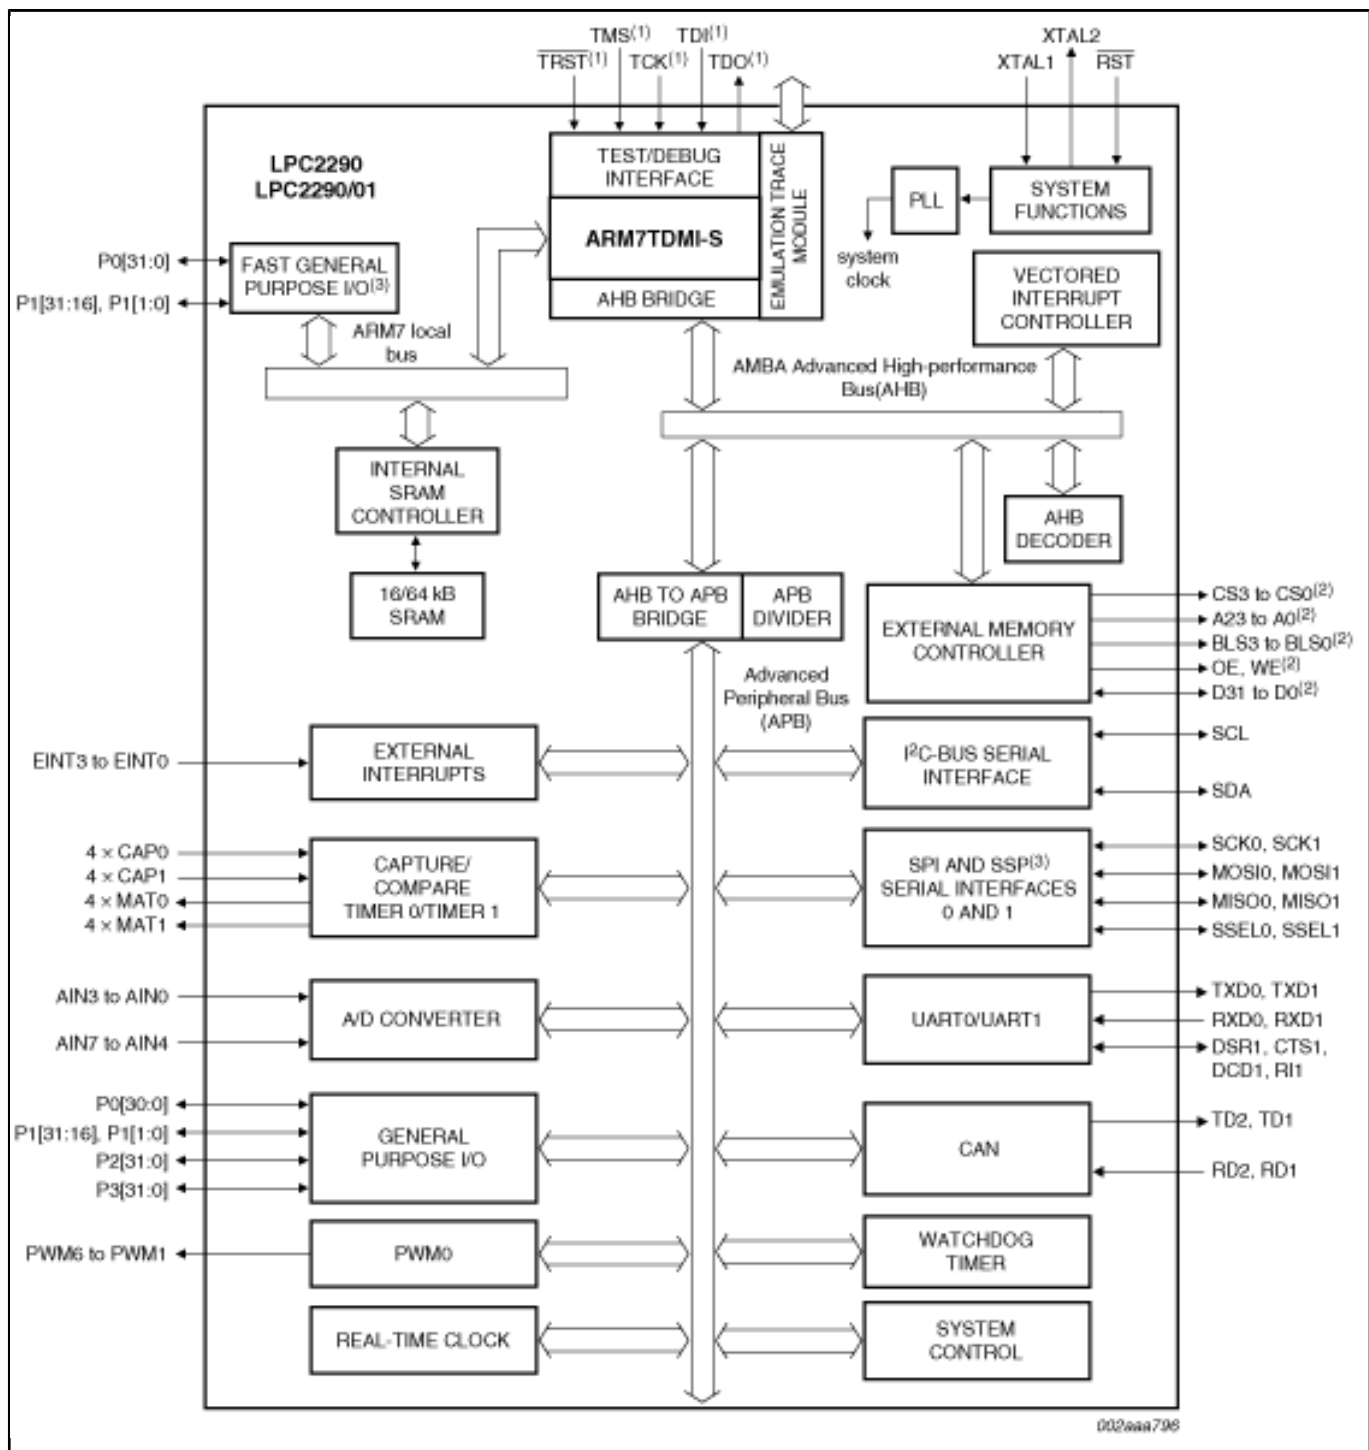 TMS(1) TDI(1) XTAL2
TRST(1) TCK(1) TDO(1) XTAL1 RST
LPC2290
LPC2290/01
TEST/DEBUG
INTERFACE
ARM7TDMI-S
AHB BRIDGE
EMULATION TRACE
MODULE
PLL
SYSTEM
FUNCTIONS
system
clock
VECTORED
INTERRUPT
CONTROLLER
P0[31:0]
P1[31:16], P1[1:0]
FAST GENERAL
PURPOSE I/O(3)
ARM7 local
bus
AMBA Advanced High-performance
Bus(AHB)
INTERNAL
SRAM
CONTROLLER
16/64 kB
SRAM
AHB
DECODER
AHB TO APB
BRIDGE
APB
DIVIDER
EXTERNAL MEMORY
CONTROLLER
CS3 to CS0(2)
A23 to A0(2)
BLS3 to BLS0(2)
OE, WE(2)
D31 to D0(2)
Advanced
Peripheral Bus
(APB)
EINT3 to EINT0
EXTERNAL
INTERRUPTS
I2C-BUS SERIAL
INTERFACE
SCL
SDA
4 × CAP0
4 × CAP1
4 × MAT0
4 × MAT1
CAPTURE/
COMPARE
TIMER 0/TIMER 1
SPI AND SSP(3)
SERIAL INTERFACES
0 AND 1
SCK0, SCK1
MOSI0, MOSI1
MISO0, MISO1
SSEL0, SSEL1
AIN3 to AIN0
AIN7 to AIN4
A/D CONVERTER
UART0/UART1
TXD0, TXD1
RXD0, RXD1
DSR1, CTS1,
DCD1, RI1
P0[30:0]
P1[31:16], P1[1:0]
P2[31:0]
P3[31:0]
GENERAL
PURPOSE I/O
CAN
TD2, TD1
RD2, RD1
PWM6 to PWM1
PWM0
WATCHDOG
TIMER
REAL-TIME CLOCK
SYSTEM
CONTROL
002aaa796